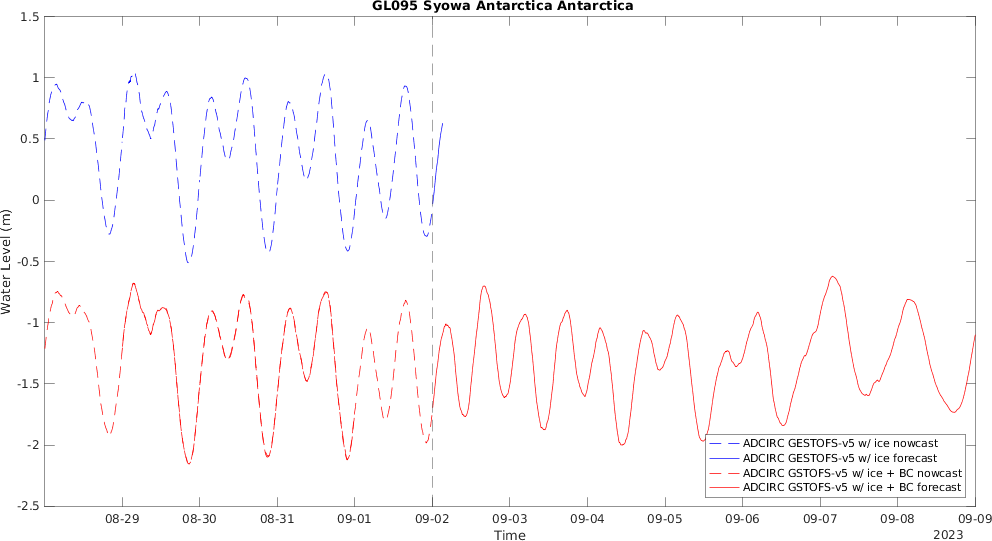 GL095 Syowa Antarctica Antarctica
1.5
1
0.5
0
-0.5
-1
-1.5
-2
-2.5
Water Level (m)
ADCIRC GESTOFS-v5 w/ ice nowcast
ADCIRC GESTOFS-v5 w/ ice forecast
ADCIRC GSTOFS-v5 w/ ice + BC nowcast
ADCIRC GSTOFS-v5 w/ ice + BC forecast
08-29 08-30 08-31 09-01 09-02 09-03 09-04 09-05 09-06 09-07 09-08 09-09
Time
2023